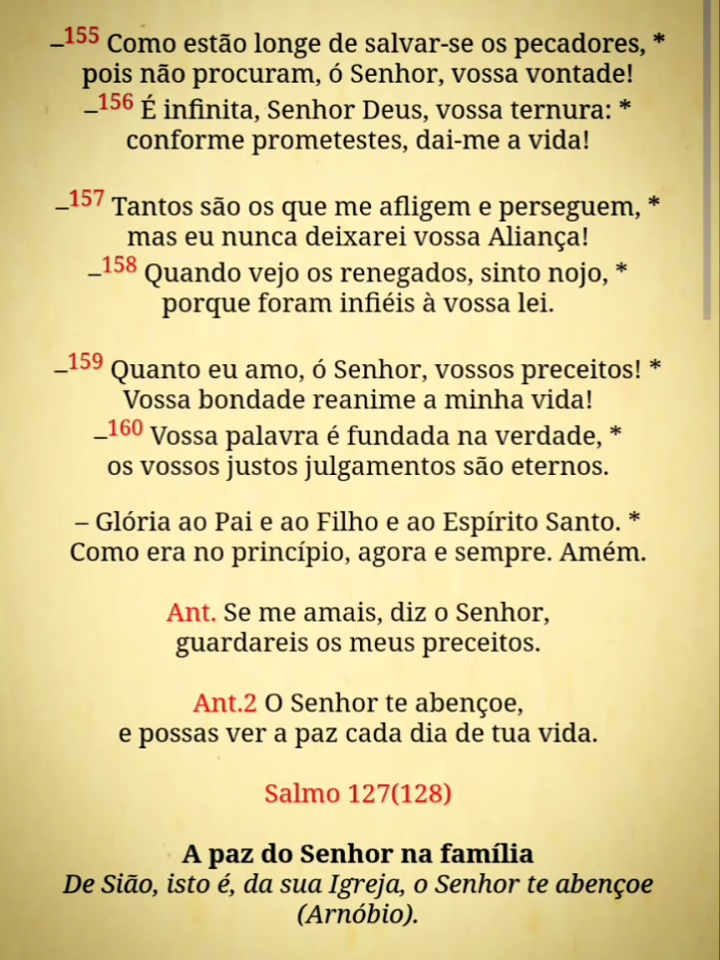 –155 Como estão longe de salvar-se os pecadores, *
pois não procuram, ó Senhor, vossa vontade!
–156 É infinita, Senhor Deus, vossa ternura: *
conforme prometestes, dai-me a vida!
–157 Tantos são os que me afligem e perseguem, *
mas eu nunca deixarei vossa Aliança!
–158 Quando vejo os renegados, sinto nojo, *
porque foram infiéis à vossa lei.
–159 Quanto eu amo, ó Senhor, vossos preceitos! *
Vossa bondade reanime a minha vida!
–160 Vossa palavra é fundada na verdade, *
os vossos justos julgamentos são eternos.
– Glória ao Pai e ao Filho e ao Espírito Santo. *
Como era no princípio, agora e sempre. Amém.
Ant. Se me amais, diz o Senhor,
guardareis os meus preceitos.
Ant.2 O Senhor te abençoe,
e possas ver a paz cada dia de tua vida.
Salmo 127(128)
A paz do Senhor na família
De Sião, isto é, da sua Igreja, o Senhor te abençoe
(Arnóbio).